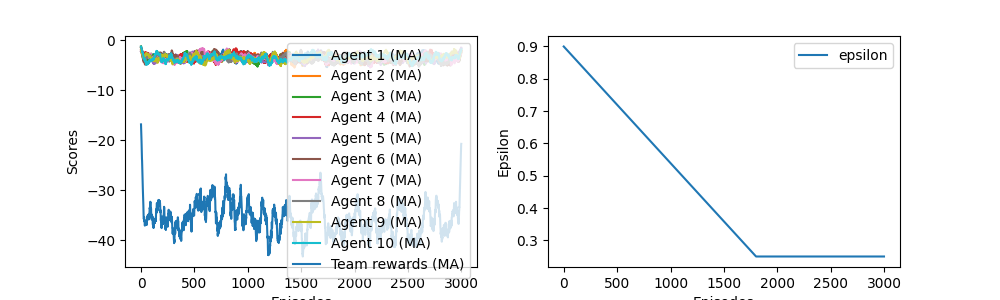 0
−10
−20
−30
−40
Scores
0
500
1000
1500
2000
2500
3000
Episodes
Agent 1 (MA)
Agent 2 (MA)
Agent 3 (MA)
Agent 4 (MA)
Agent 5 (MA)
Agent 6 (MA)
Agent 7 (MA)
Agent 8 (MA)
Agent 9 (MA)
Agent 10 (MA)
Team rewards (MA)
0.9
0.8
0.7
0.6
0.5
0.4
0.3
Epsilon
0
500
1000
1500
2000
2500
3000
Episodes
epsilon